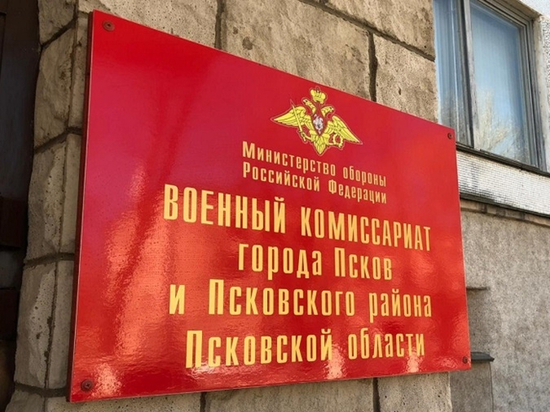 Министерство обороны
Российской Федерации
ВОЕННЫЙ КОМИССАРИАТ
города Псков
и Псковского района
Псковской области